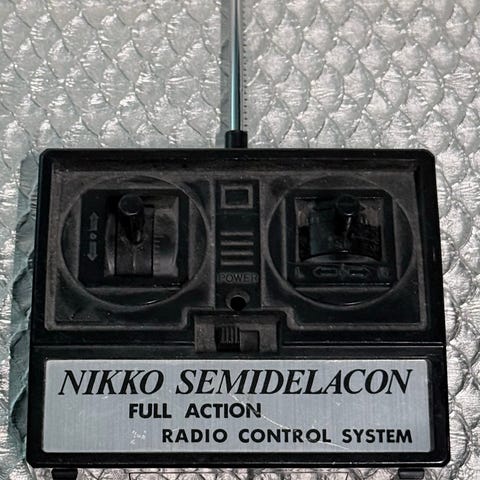 POWER
L R
NIKKO SEMIDELACON
FULL ACTION
RADIO CONTROL SYSTEM